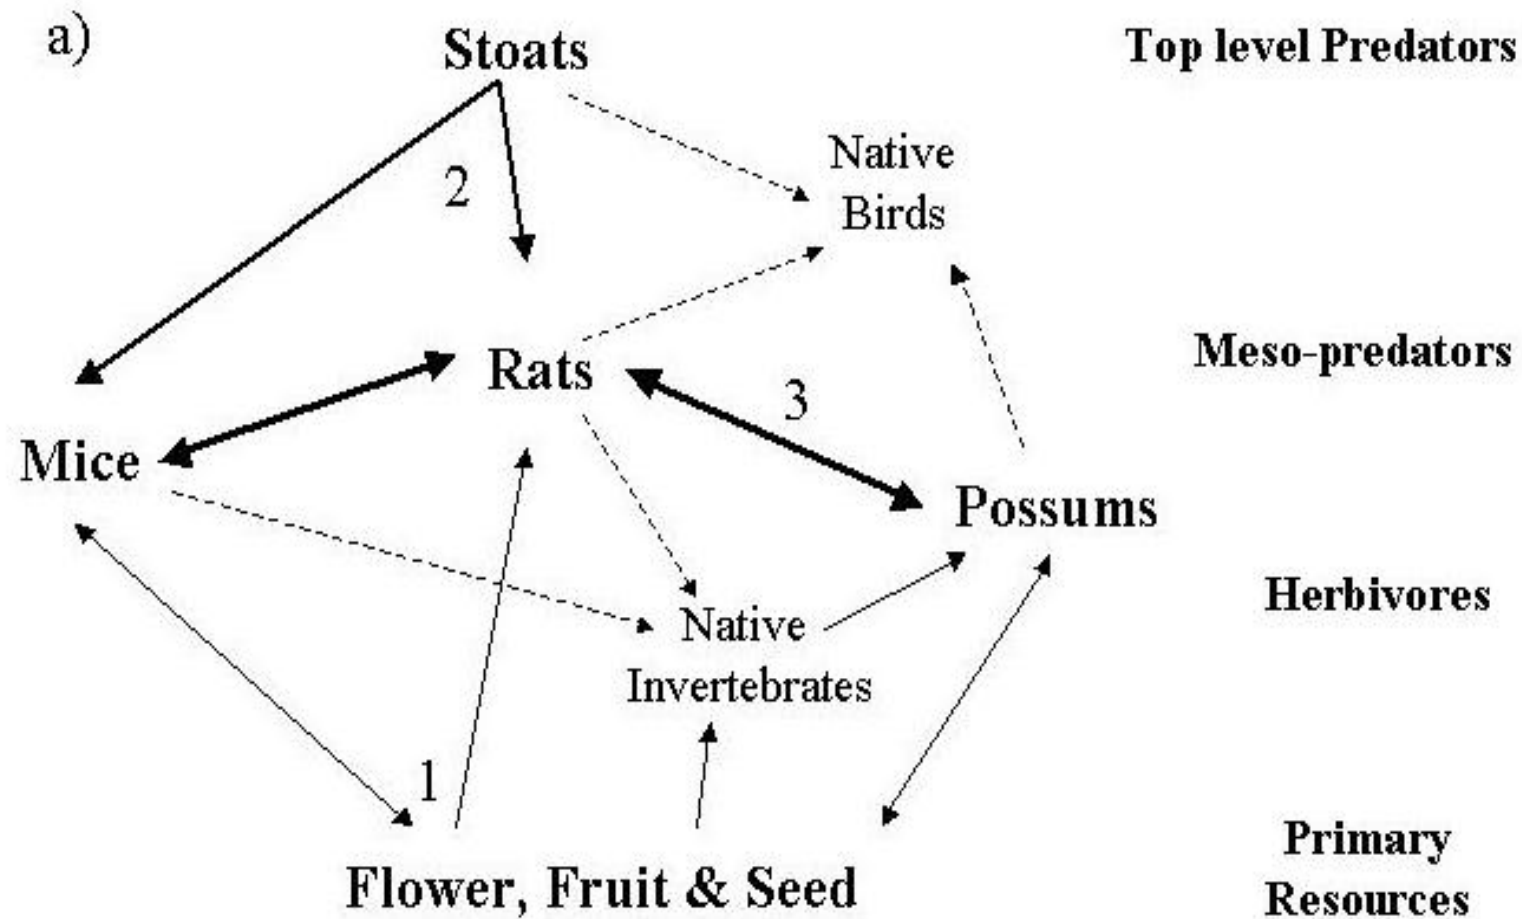 a)
Stoats
Top level Predators
Native
Birds
2
Rats
Meso-predators
3
Mice
Possums
Herbivores
Native
Invertebrates
1
Flower, Fruit & Seed
Primary
Resources